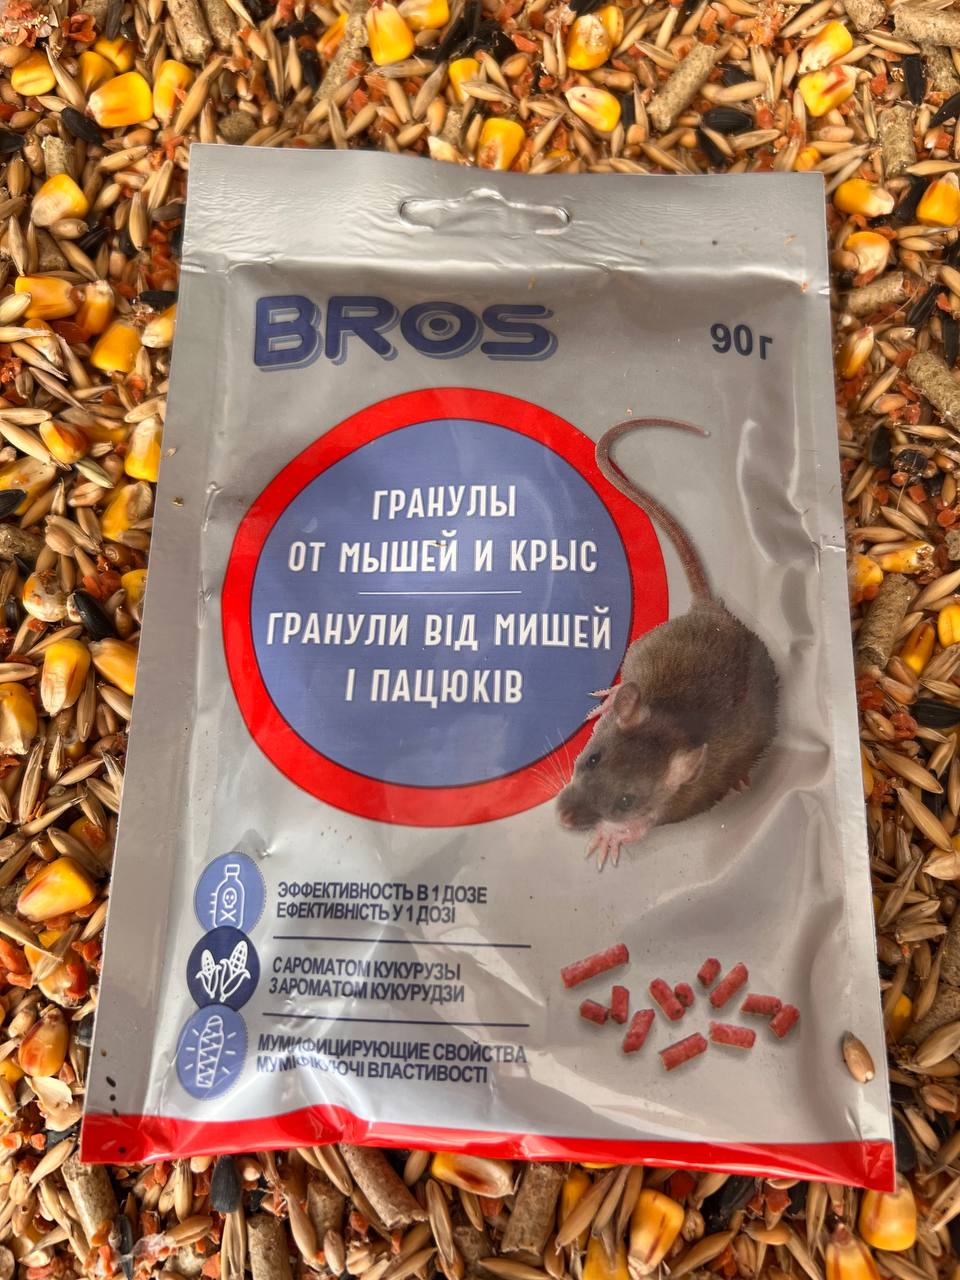 BROS
90г
ГРАНУЛЫ
ОТ МЫШЕЙ И КРЫС
ГРАНУЛИ ВІД МИШЕЙ
І ПАЦЮКІВ
ЭФФЕКТИВНОСТЬ В 1 ДОЗЕ
ЕФЕКТИВНІСТЬ У 1 ДОЗІ
С АРОМАТОМ КУКУРУЗЫ
З АРОМАТОМ КУКУРУДЗИ
МУМИФИЦИРУЮЩИЕ СВОЙСТВА
МУМІФІКУЮЧІ ВЛАСТИВОСТІ